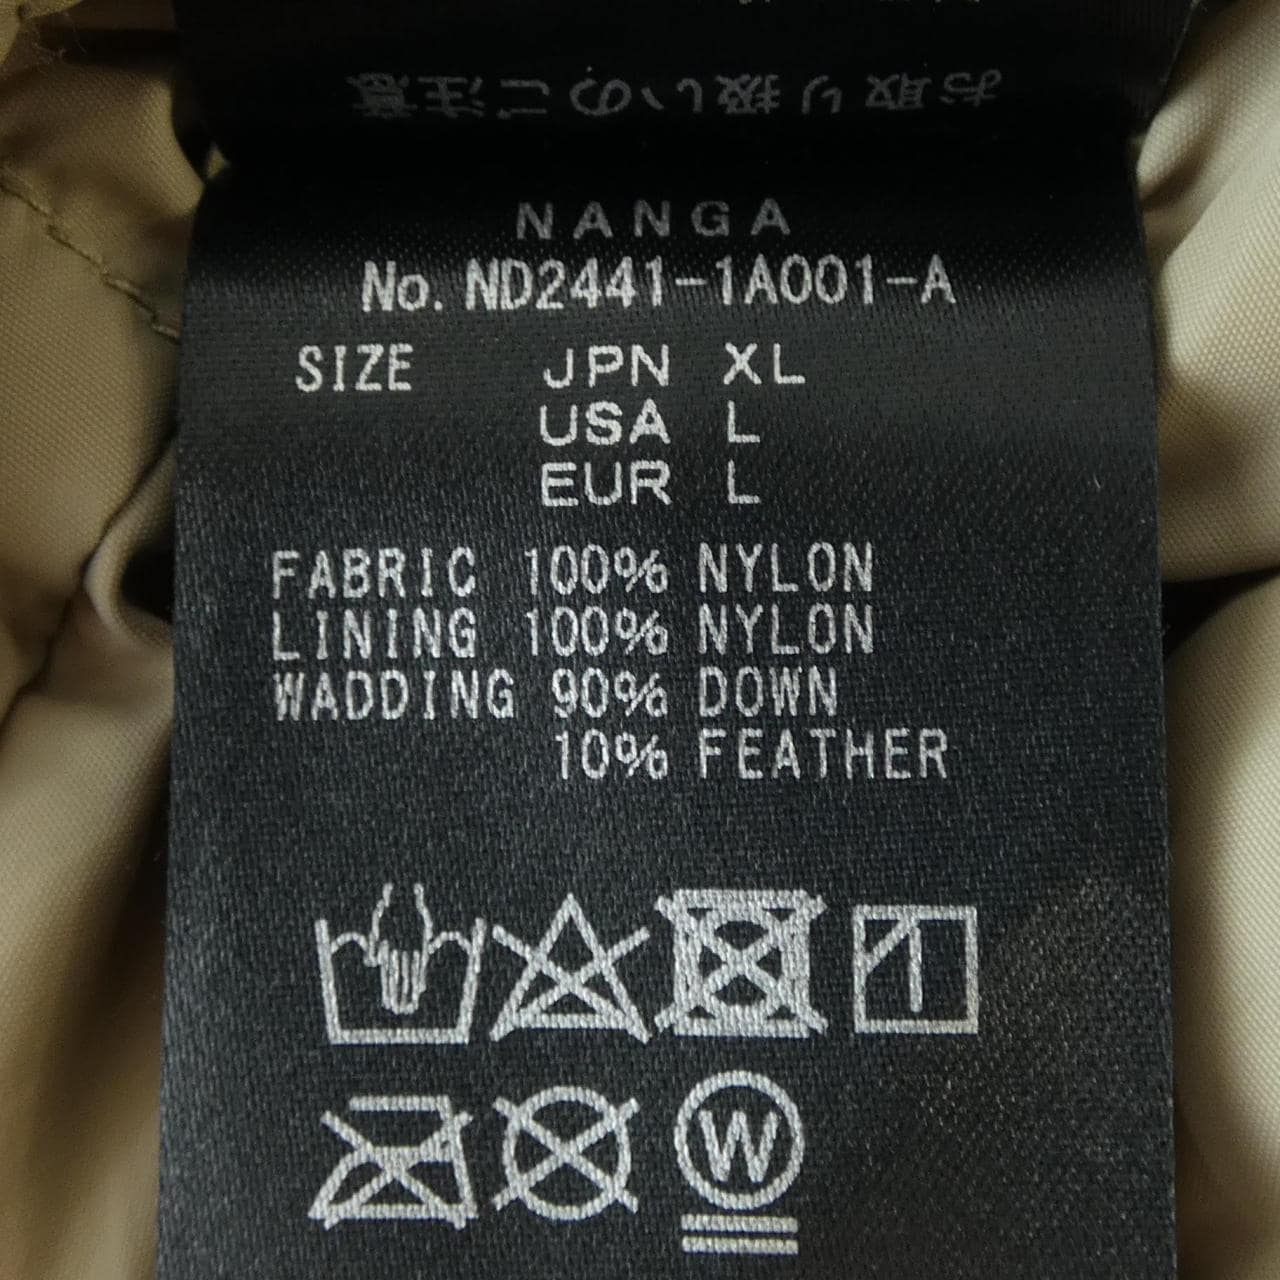 お取り扱いのご注意
NANGA
No. ND2441-1A001-A
SIZE JPN XL
USA L
EUR L
FABRIC 100% NYLON
LINING 100% NYLON
WADDING 90% DOWN
10% FEATHER
W